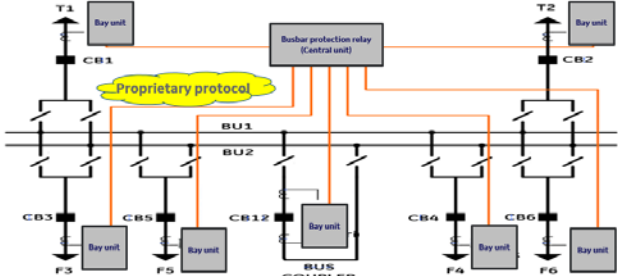 T1
Bay unit
T2
Bay unit
Busbar protection relay
(Central unit)
CB1
CB2
Proprietary protocol
BU1
BU2
CB3
CB5
CB12
Bay unit
CB4
CB6
Bay unit
Bay unit
Bay unit
Bay unit
F3
F5
BUS
COUPLER
F4
F6